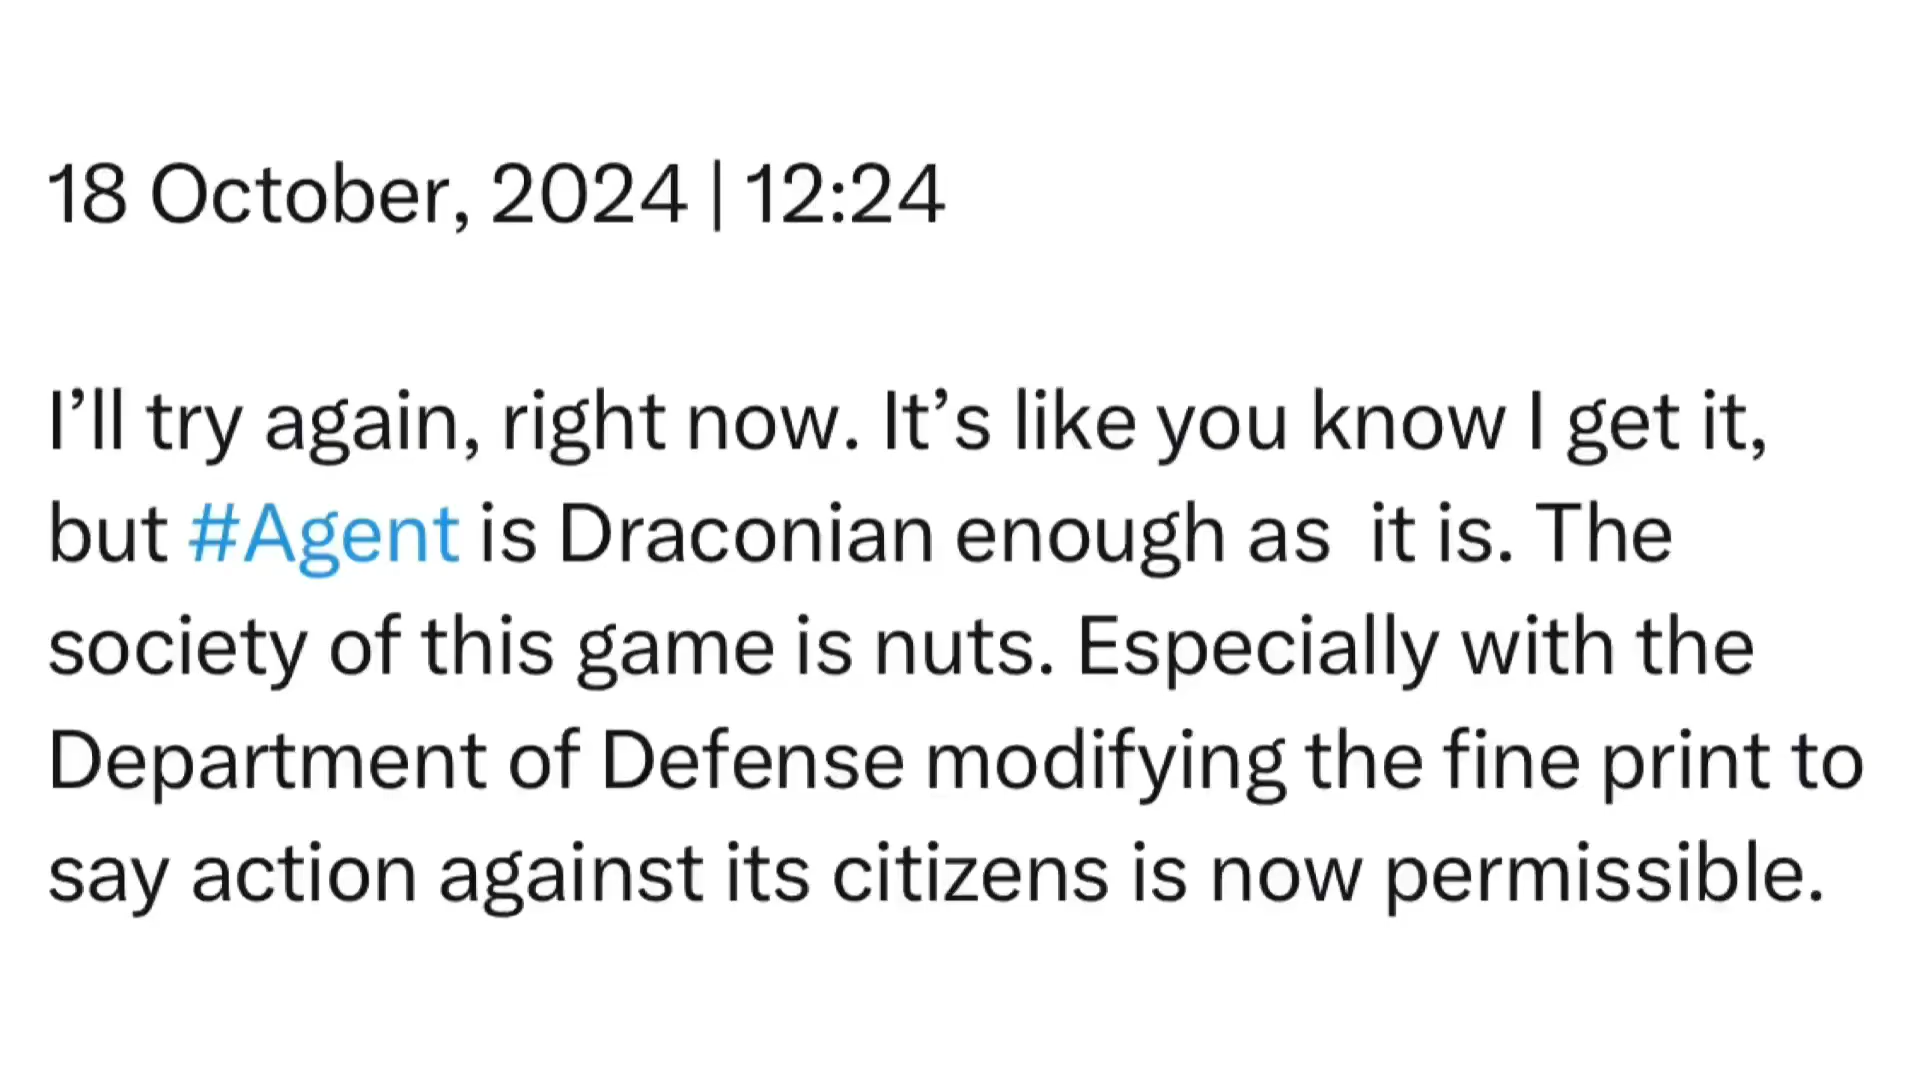 18 October, 2024 | 12:24
I’ll try again, right now. It’s like you know I get it,
but #Agent is Draconian enough as  it is. The
society of this game is nuts. Especially with the
Department of Defense modifying the fine print to
say action against its citizens is now permissible.